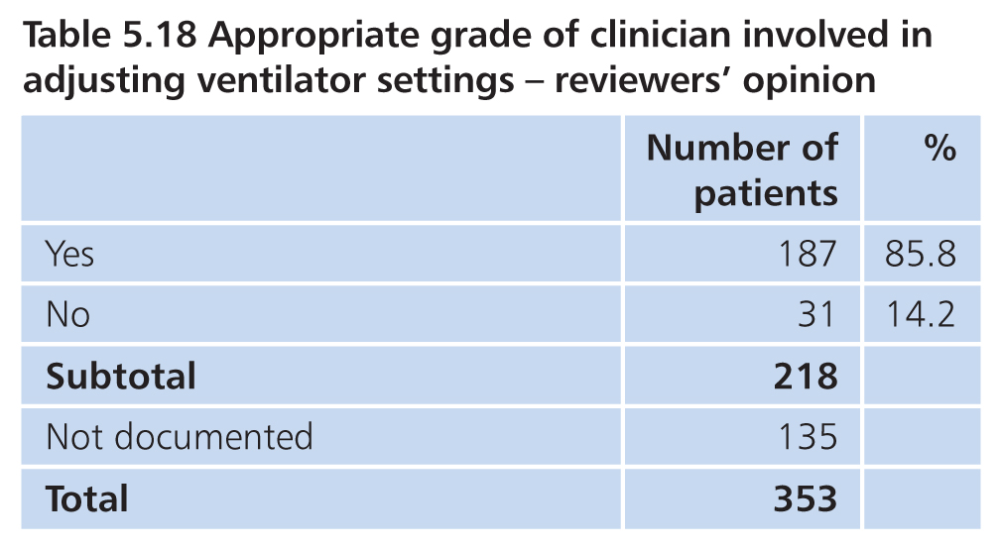 Table 5.18 Appropriate grade of clinician involved in
adjusting ventilator settings – reviewers’ opinion
Number of patients %
Yes 187 85.8
No 31 14.2
Subtotal 218
Not documented 135
Total 353